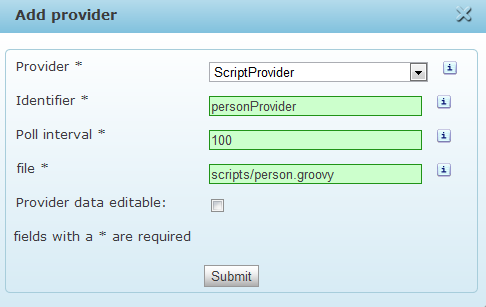 Add provider
Provider * ScriptProvider
Identifier * personProvider
Poll interval * 100
file * scripts/person.groovy
Provider data editable:
fields with a * are required
Submit